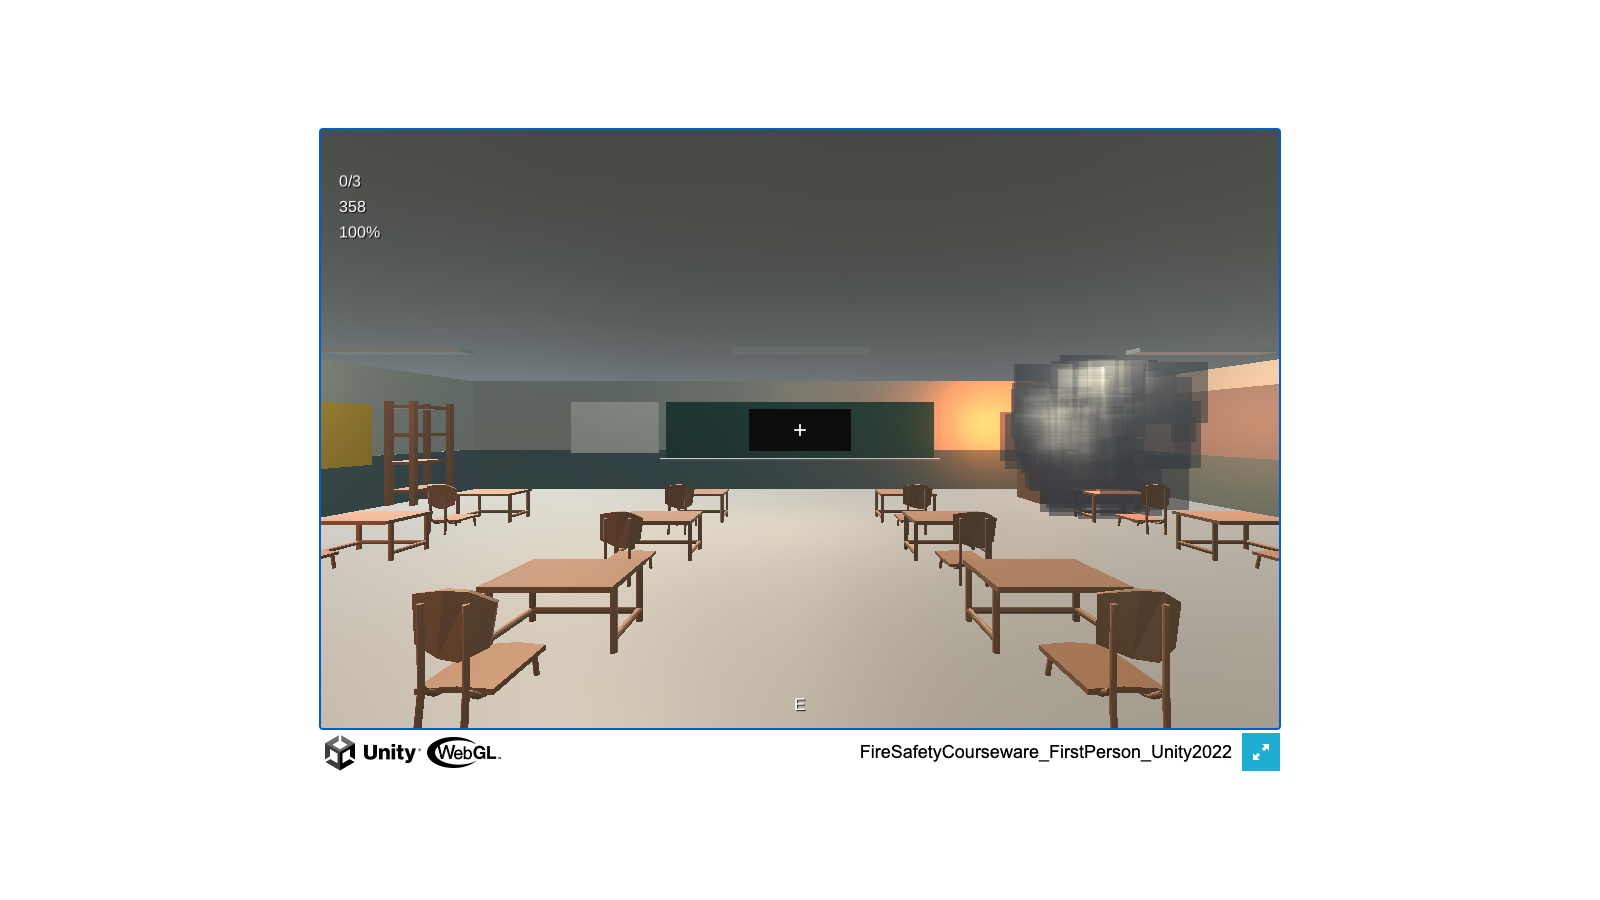 0/3
358
100%
E
Unity
WebGL
FireSafetyCourseware_FirstPerson_Unity2022